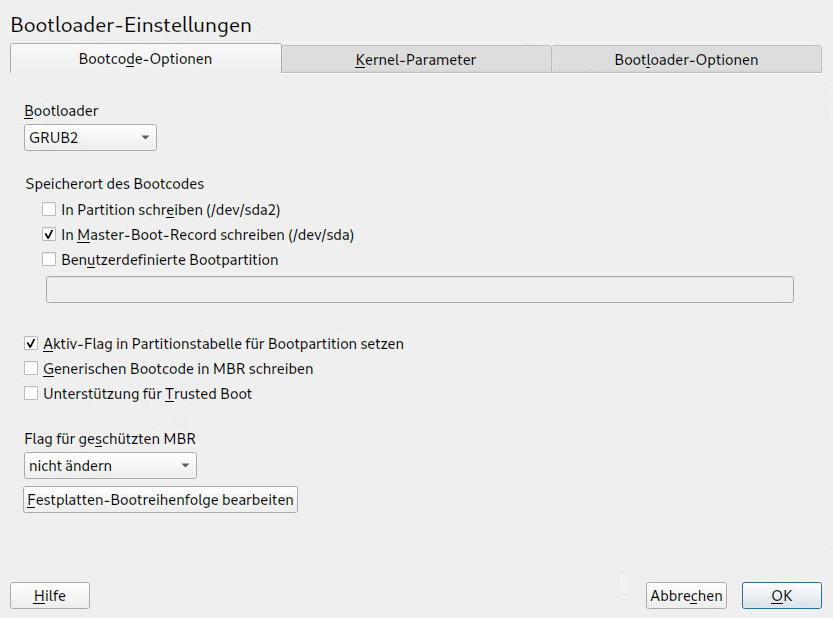 Bootloader-Einstellungen
Bootcode-Optionen
Kernel-Parameter
Bootloader-Optionen
Bootloader
GRUB2
Speicherort des Bootcodes
In Partition schreiben (/dev/sda2)
In Master-Boot-Record schreiben (/dev/sda)
Benutzerdefinierte Bootpartition
Aktiv-Flag in Partitionstabelle für Bootpartition setzen
Generischen Bootcode in MBR schreiben
Unterstützung für Trusted Boot
Flag für geschützten MBR
nicht ändern
Festplatten-Bootreihenfolge bearbeiten
Hilfe
Abbrechen
OK